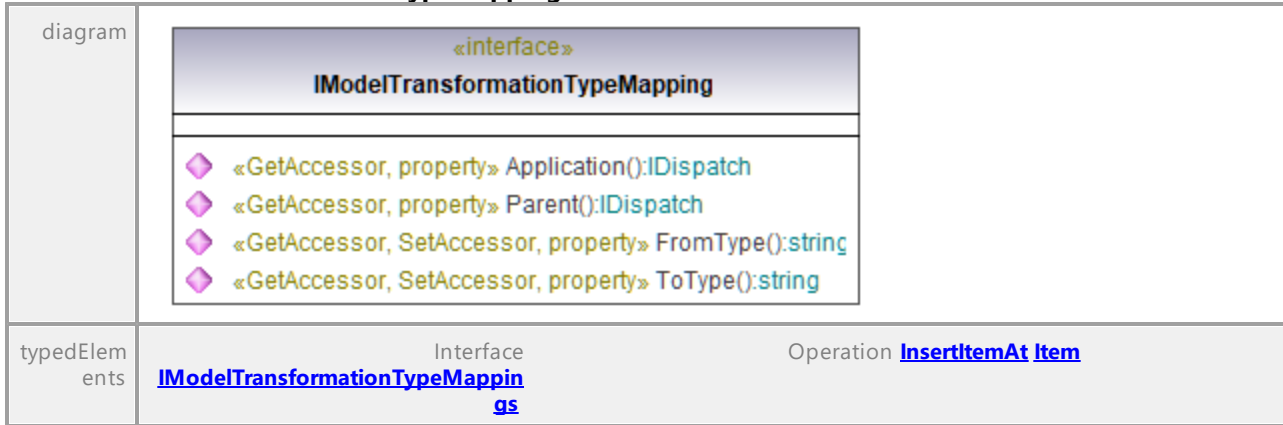 diagram
«interface»
IModelTransformationTypeMapping
«GetAccessor, property» Application():IDispatch
«GetAccessor, property» Parent():IDispatch
«GetAccessor, SetAccessor, property» FromType():string
«GetAccessor, SetAccessor, property» ToType():string
typedElem
ents
Interface
IModelTransformationTypeMappin
gs
Operation InsertItemAt Item